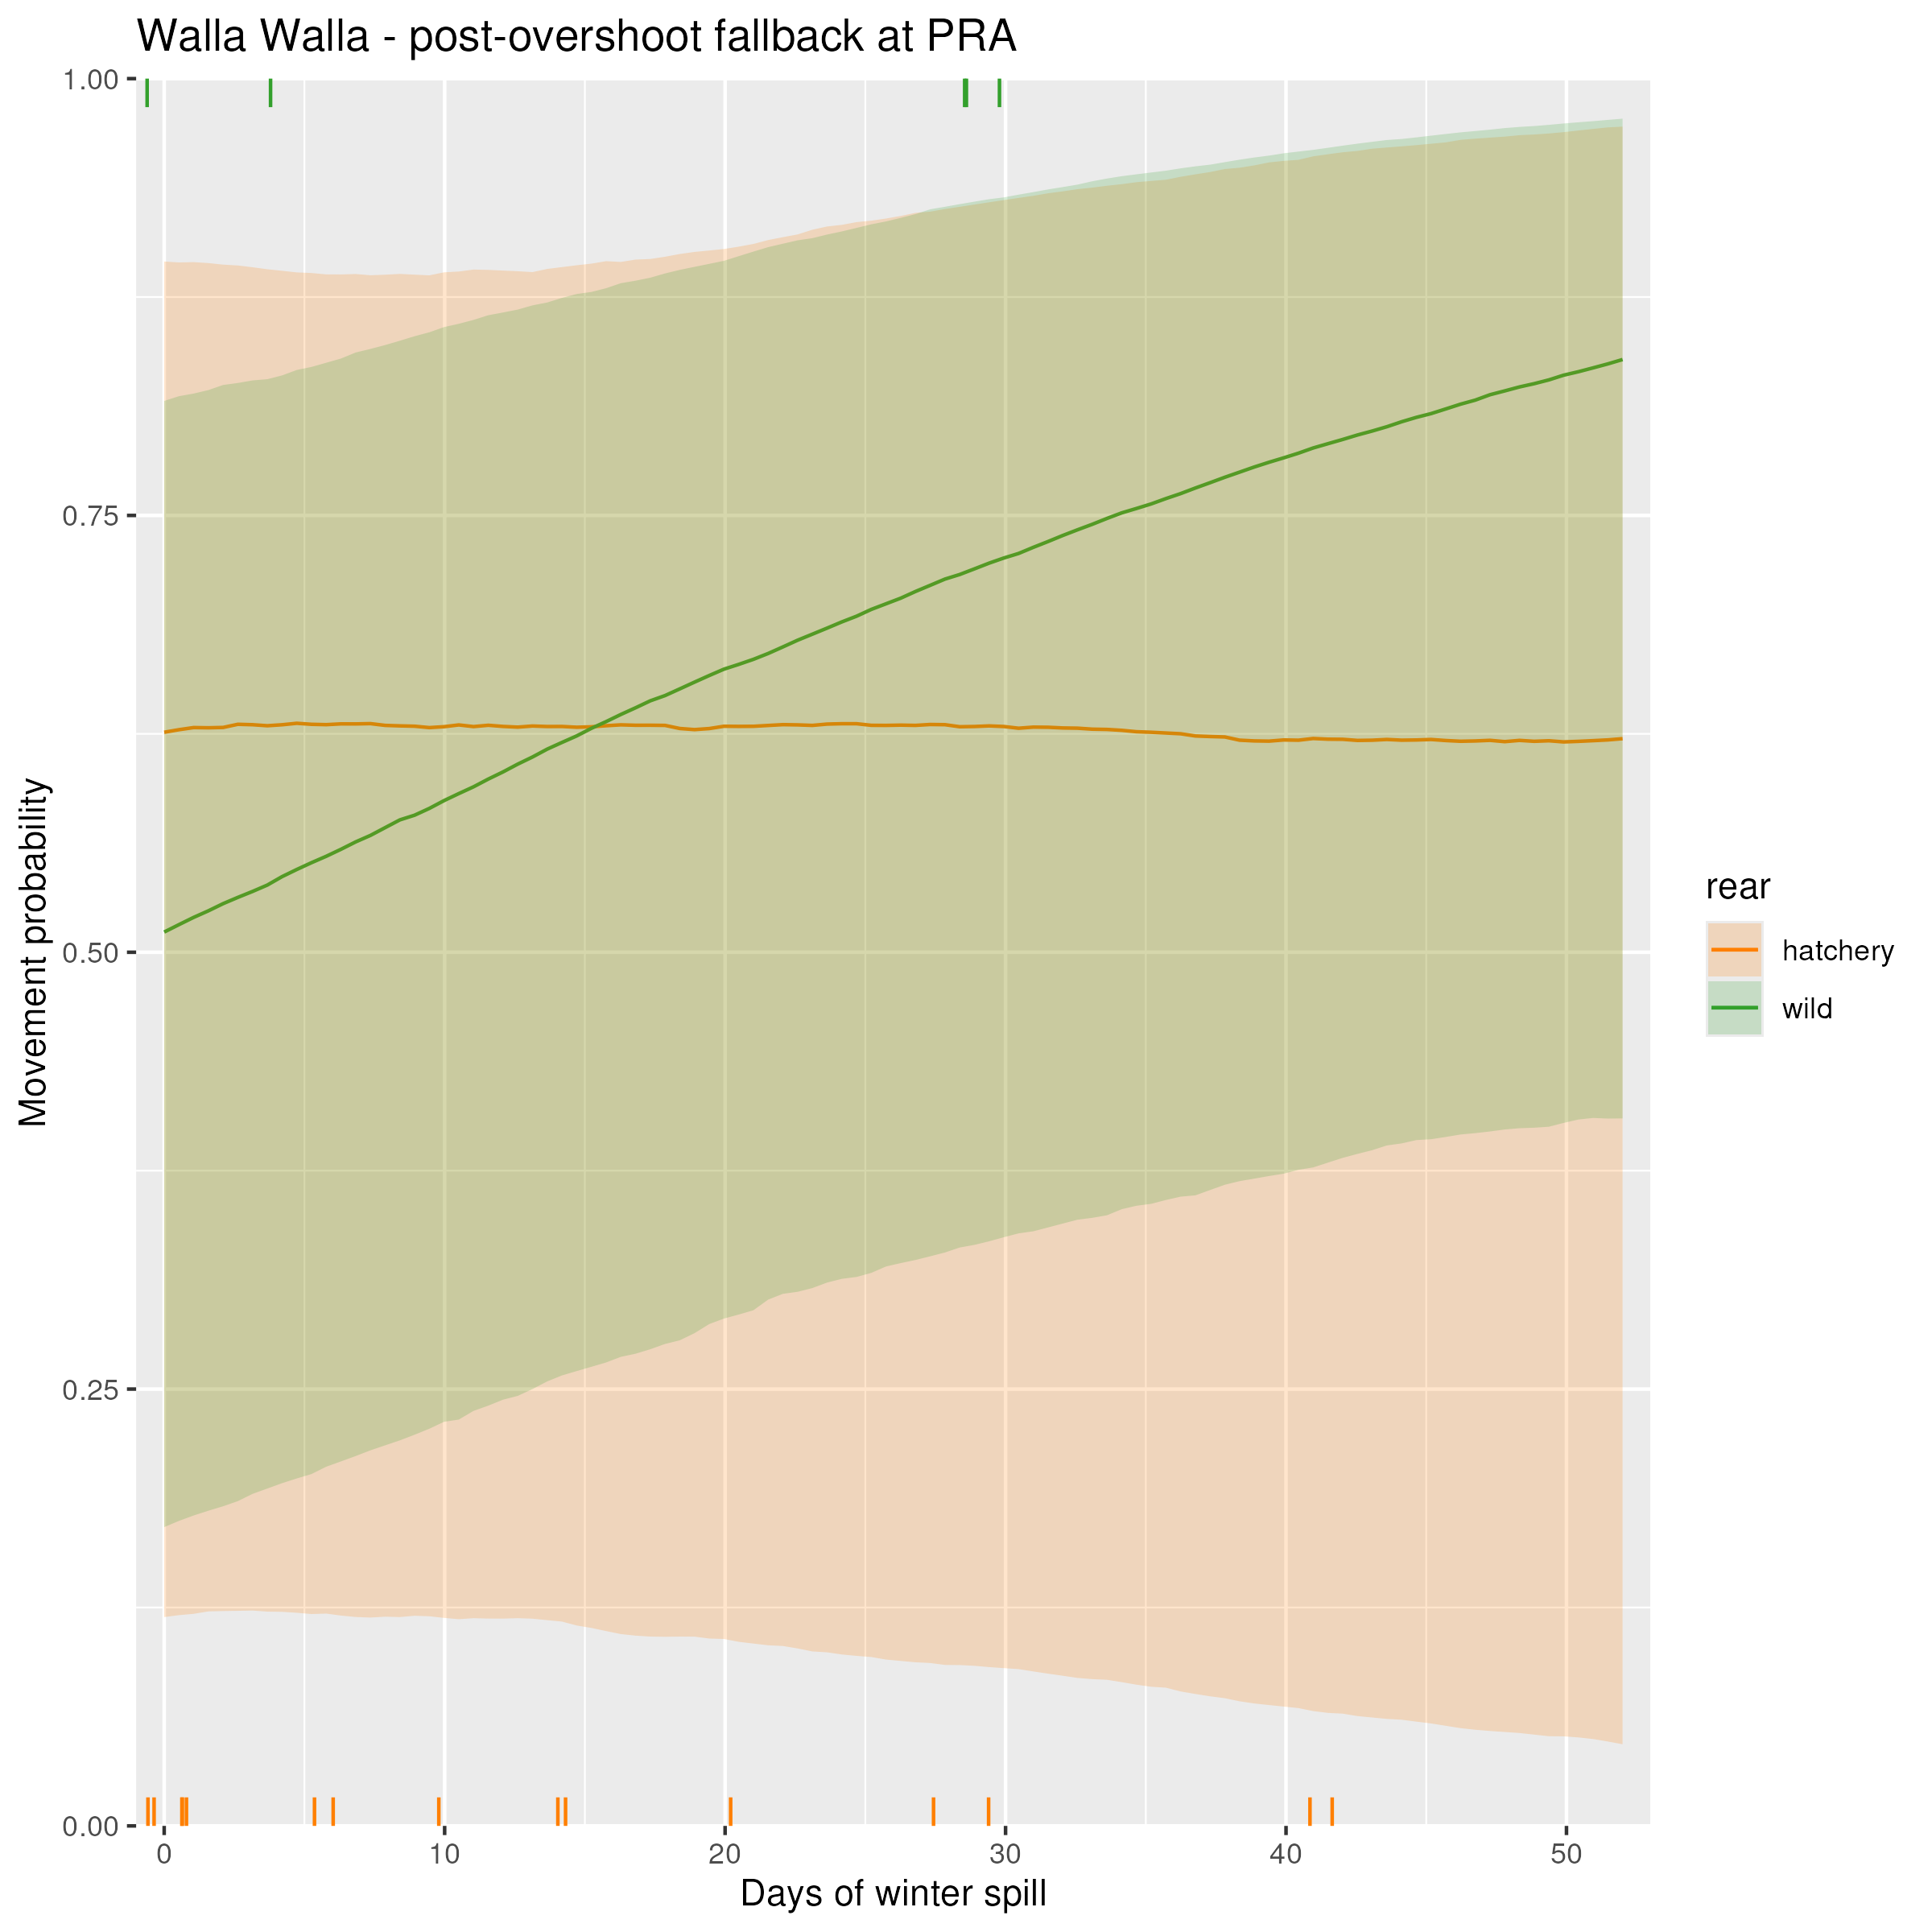 Walla Walla - post-overshoot fallback at PRA
1.00
0.75
0.50
0.25
0.00
Movement probability
0
10
20
30
40
50
Days of winter spill
rear
hatchery
wild